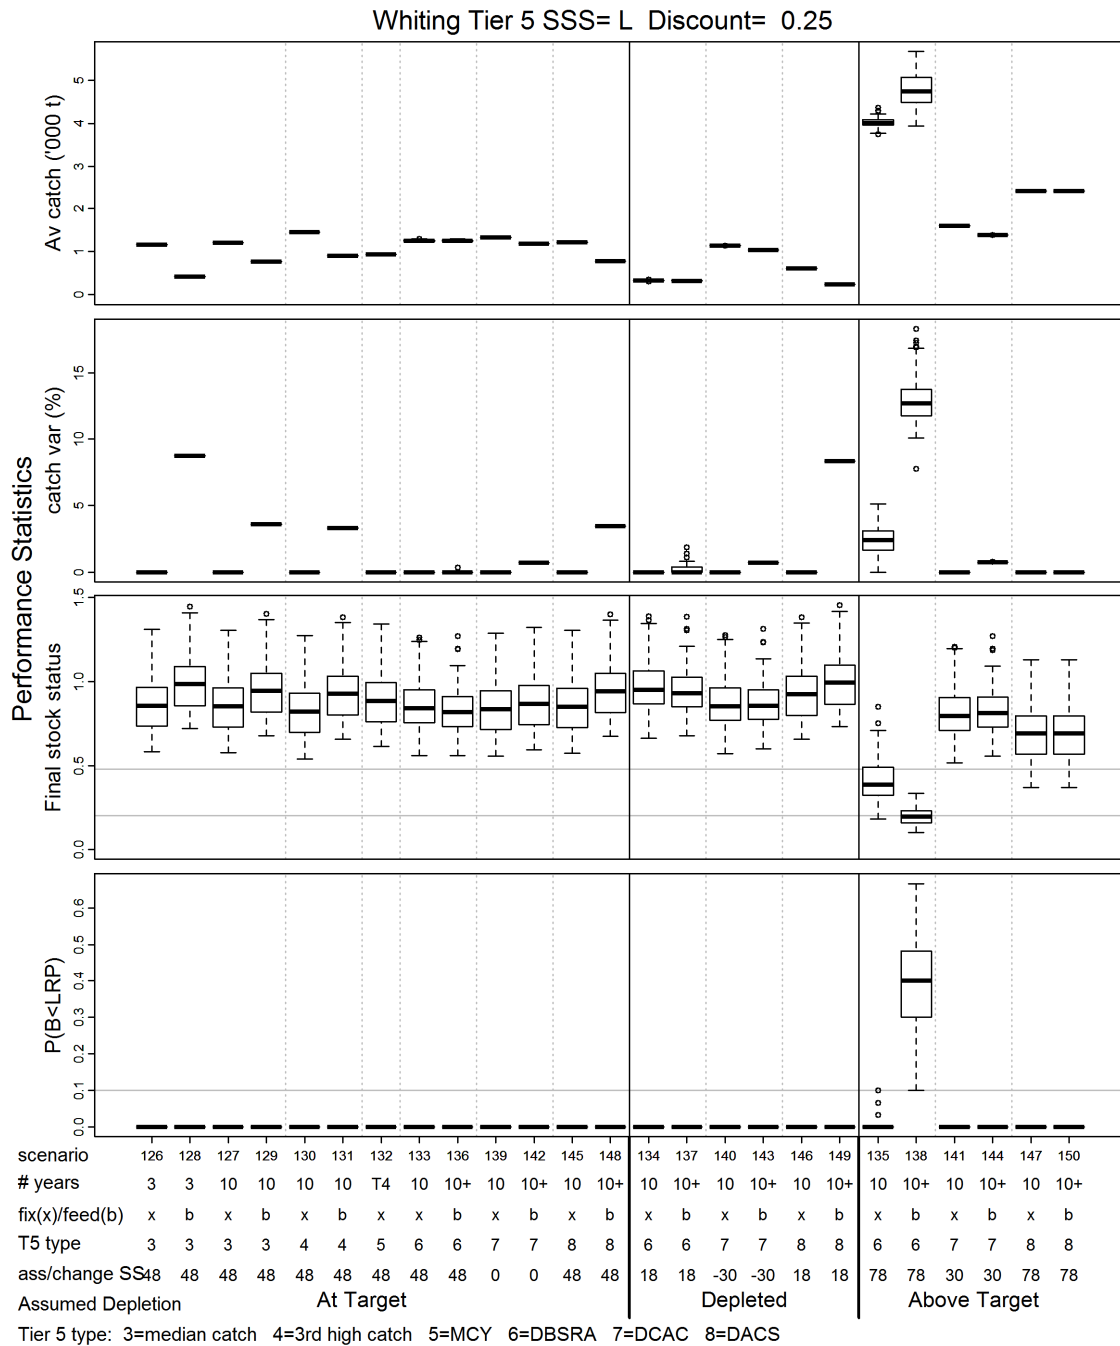 Whiting Tier 5 SSS= L Discount= 0.25
Performance Statistics
Av catch ('000 t)
5
4
3
2
1
0
catch var (%)
15
10
5
0
Final stock status
1.5
1.0
0.5
0.0
P(B<LRP)
0.6
0.5
0.4
0.3
0.2
0.1
0.0
scenario 126 128 127 129 130 131 132 133 136 139 142 145 148 134 137 140 143 146 149 135 138 141 144 147 150
# years 3 3 10 10 10 10 T4 10 10+ 10 10+ 10 10+ 10 10+ 10 10+ 10 10+ 10 10+ 10 10+ 10 10+
fix(x)/feed(b) x b x b x b x x b x b x b x b x b x b x b x b x b
T5 type 3 3 3 3 4 4 5 6 6 7 7 8 8 6 6 7 7 8 8 6 6 7 7 8 8
ass/change SS 48 48 48 48 48 48 48 48 48 0 0 48 48 18 18 -30 -30 18 18 78 78 30 30 78 78
Assumed Depletion At Target Depleted Above Target
Tier 5 type: 3=median catch 4=3rd high catch 5=MCY 6=DBSRA 7=DCAC 8=DACS